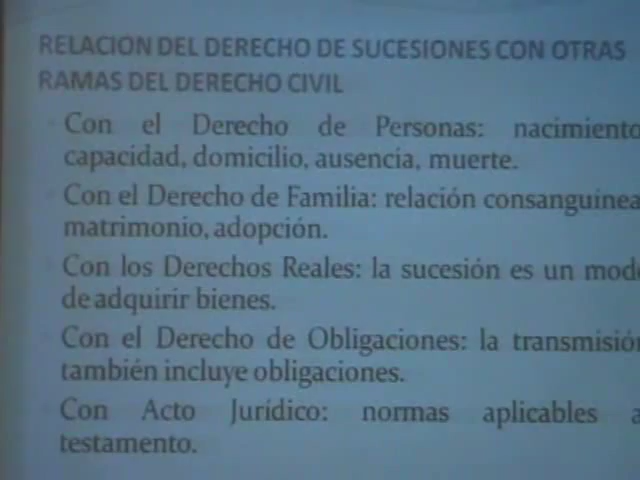 RELACION DEL DERECHO DE SUCESIONES CON OTRAS
RAMAS DEL DERECHO CIVIL
Con el Derecho de Personas: nacimiento
capacidad, domicilio, ausencia, muerte.
Con el Derecho de Familia: relación consanguinea
matrimonio, adopción.
Con los Derechos Reales: la sucesión es un mod
de adquirir bienes.
Con el Derecho de Obligaciones: la transmisión
también incluye obligaciones.
Con Acto Jurídico: normas aplicables a
testamento.